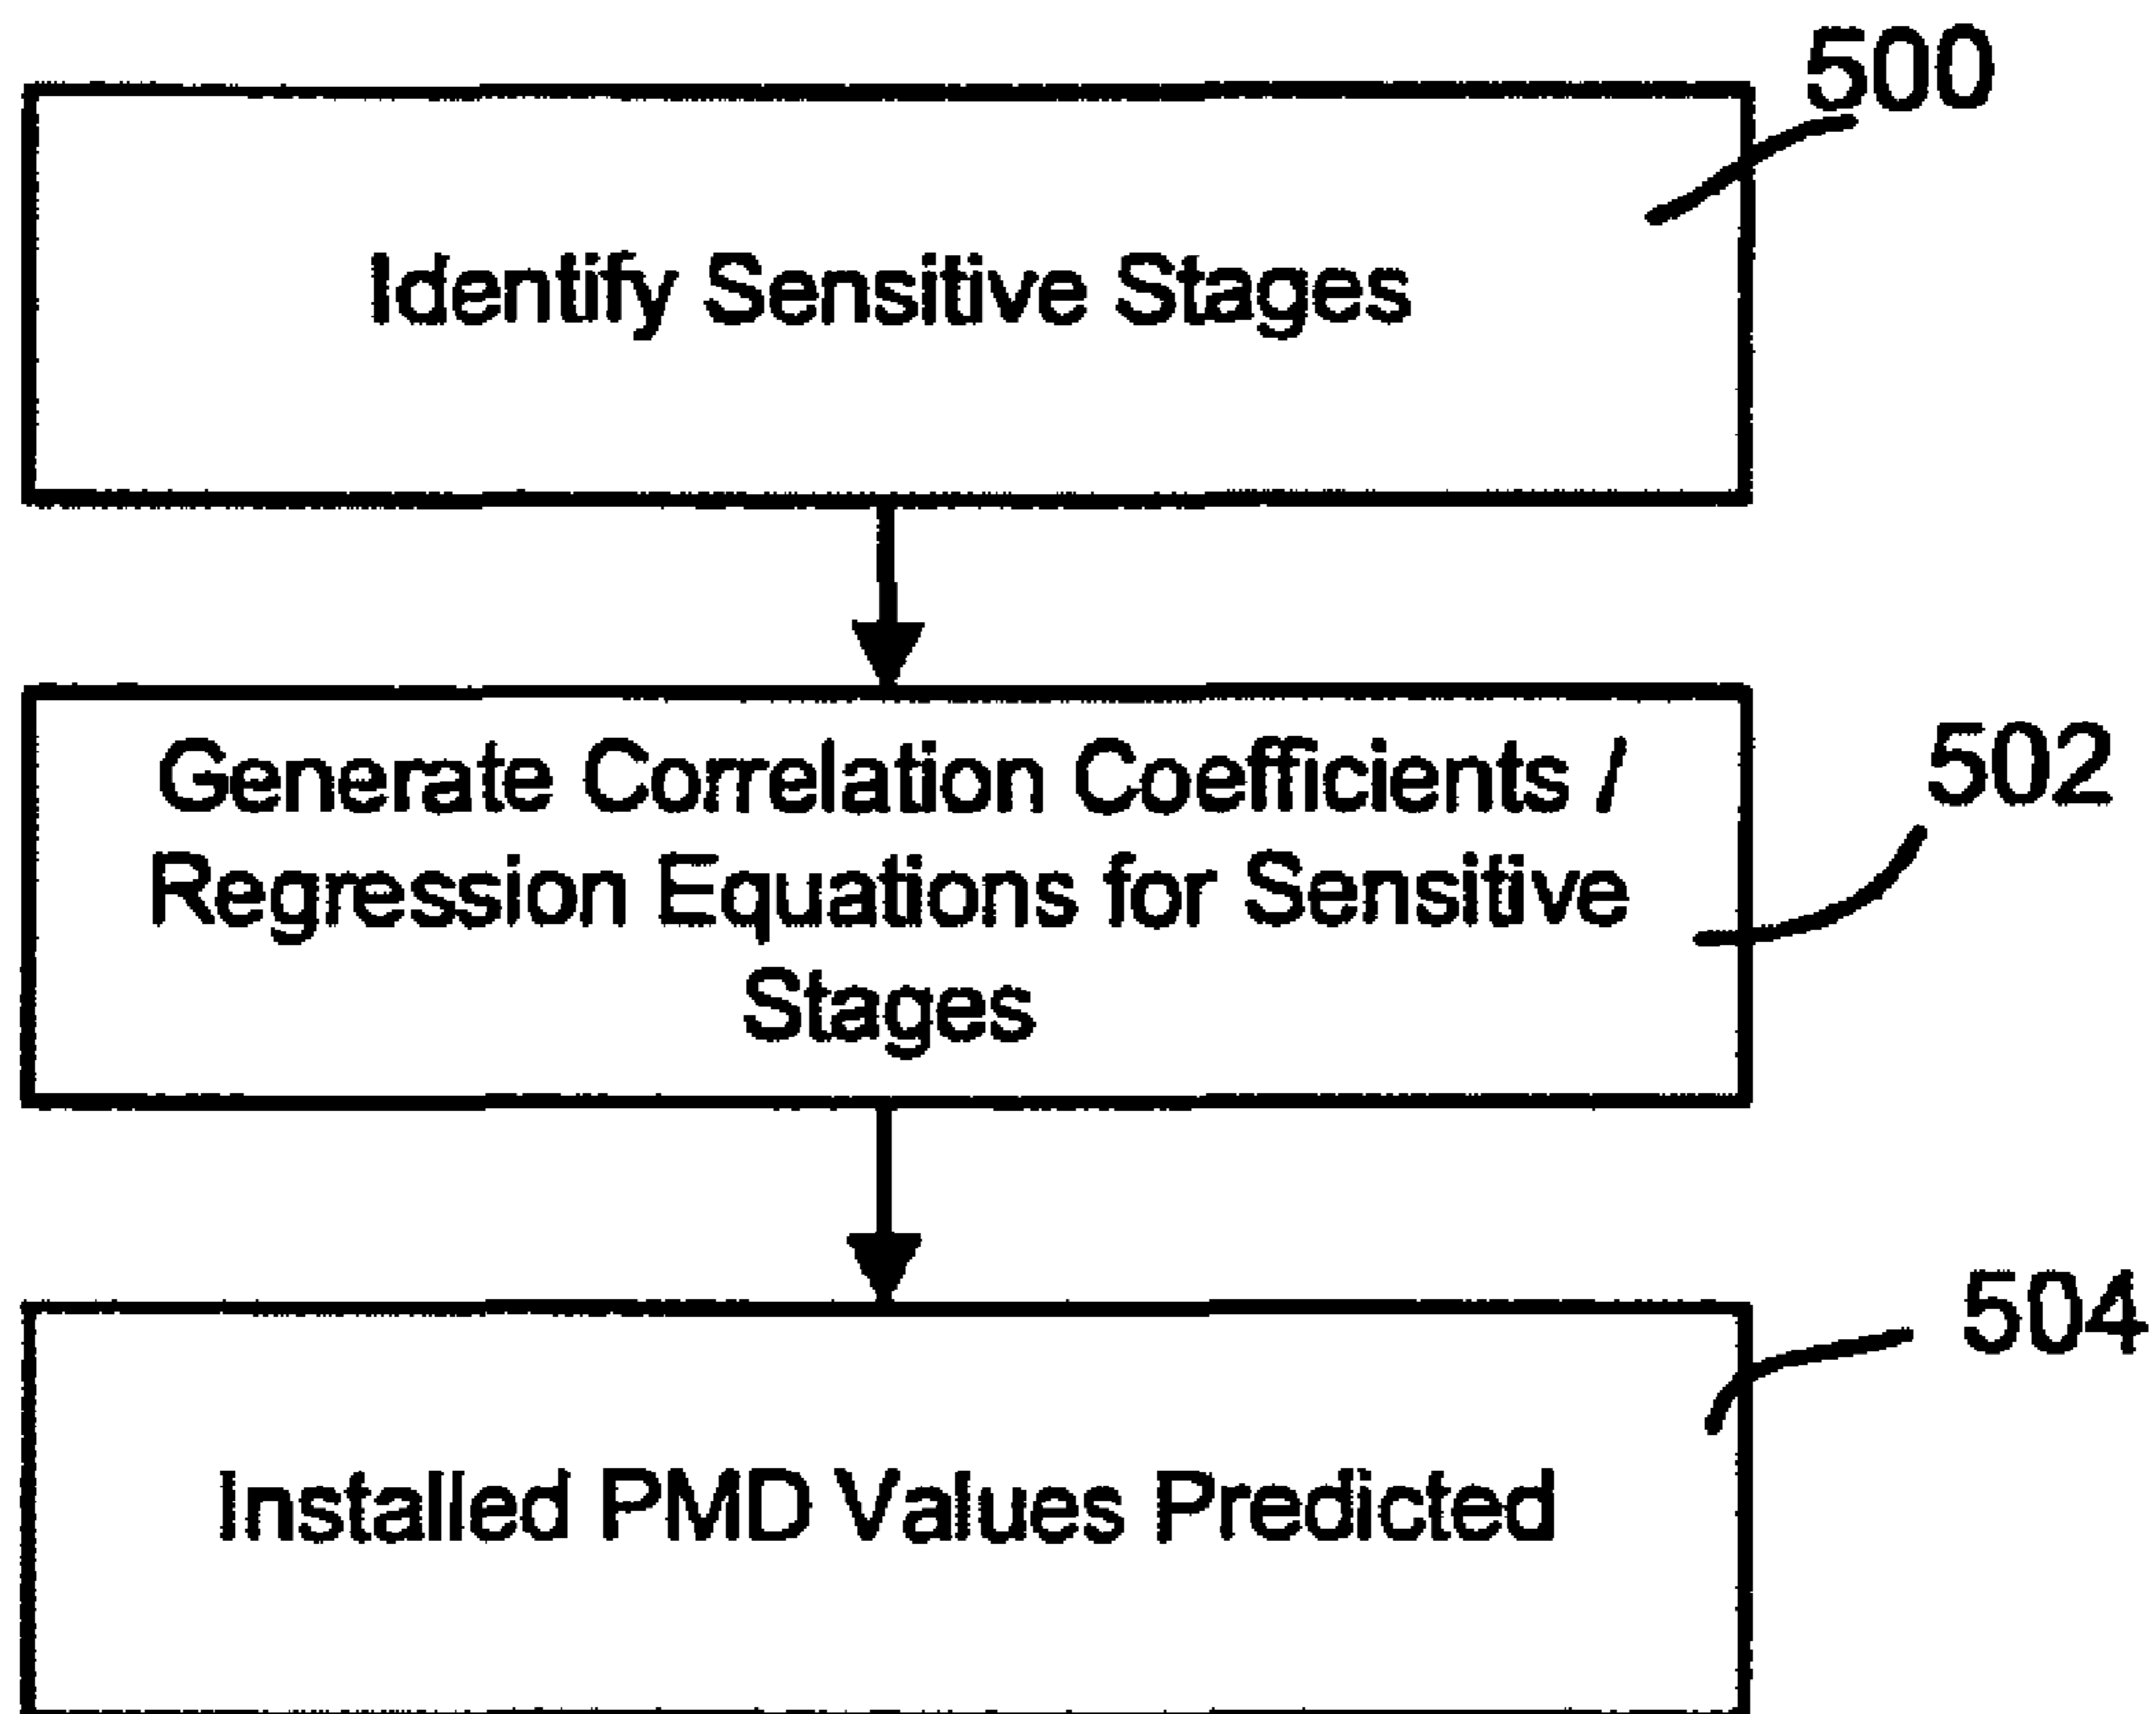 500
Identify Sensitive Stages
Generate Correlation Coefficients /
Regression Equations for Sensitive
Stages
502
504
Installed PMD Values Predicted